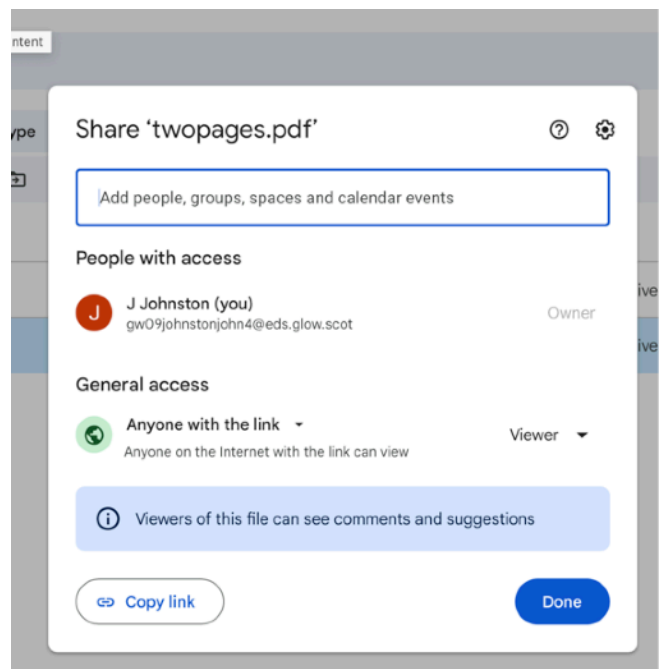 ntent
ype
Share ‘twopages.pdf’
Add people, groups, spaces and calendar events
People with access
J
J Johnston (you)
gw09johnstonjohn4@eds.glow.scot
Owner
ive
ive
General access
Anyone with the link
Anyone on the Internet with the link can view
Viewer
Viewers of this file can see comments and suggestions
Copy link
Done